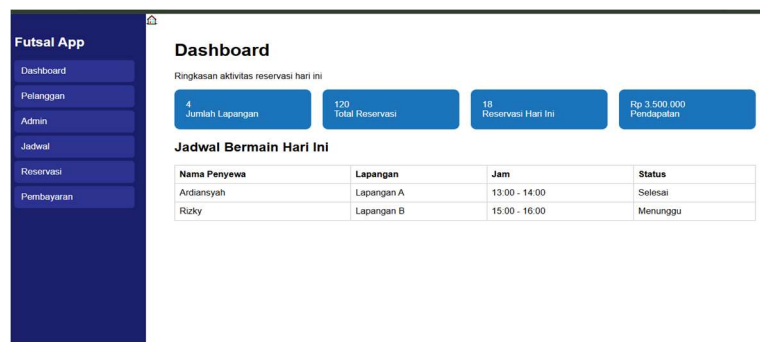 Futsal App
Dashboard
Pelanggan
Admin
Jadwal
Reservasi
Pembayaran
Dashboard
Ringkasan aktivitas reservasi hari ini
4
Jumlah Lapangan
120
Total Reservasi
18
Reservasi Hari Ini
Rp 3.500.000
Pendapatan
Jadwal Bermain Hari Ini
Nama Penyewa Lapangan Jam Status
Ardiansyah Lapangan A 13:00 - 14:00 Selesai
Rizky Lapangan B 15:00 - 16:00 Menunggu